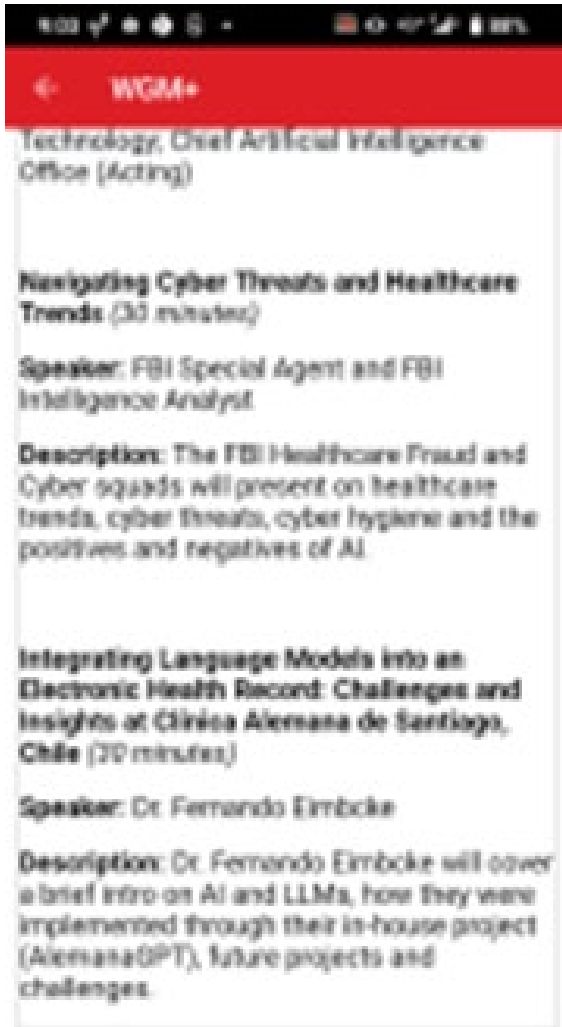 WGM+
Technology, Chief Artificial Intelligence
Office (Acting)
Navigating Cyber Threats and Healthcare
Trends (30 minutes)
Speaker: FBI Special Agent and FBI
Intelligence Analyst
Description: The FBI Healthcare Fraud and
Cyber squads will present on healthcare
trends, cyber threats, cyber hygiene and the
positives and negatives of AI.
Integrating Language Models into an
Electronic Health Record: Challenges and
Insights at Clínica Alemana de Santiago,
Chile (minutes)
Speaker: Dr. Fernando Eimbcke
Description: Dr. Fernando Eimbcke will cover
a brief intro on AI and LLMs, how they were
implemented through their in-house project
(AlemanaGPT), future projects and
challenges.